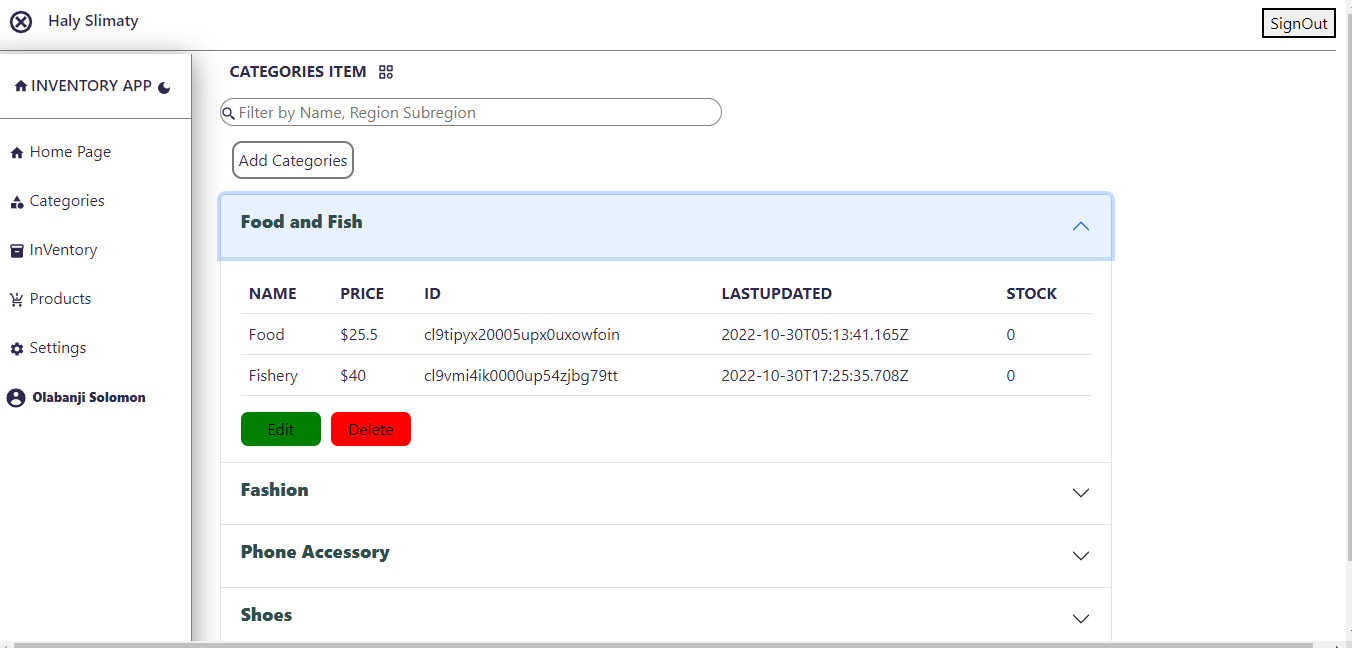 Haly Slimaty
SignOut
INVENTORY APP
Home Page
Categories
InVentory
Products
Settings
Olabanji Solomon
CATEGORIES ITEM
Filter by Name, Region Subregion
Add Categories
Food and Fish
NAME PRICE ID LASTUPDATED STOCK
Food $25.5 cl9tipyx20005upx0uxowfoin 2022-10-30T05:13:41.165Z 0
Fishery $40 cl9vmi4ik0000up54zjbg79tt 2022-10-30T17:25:35.708Z 0
Edit Delete
Fashion
Phone Accessory
Shoes